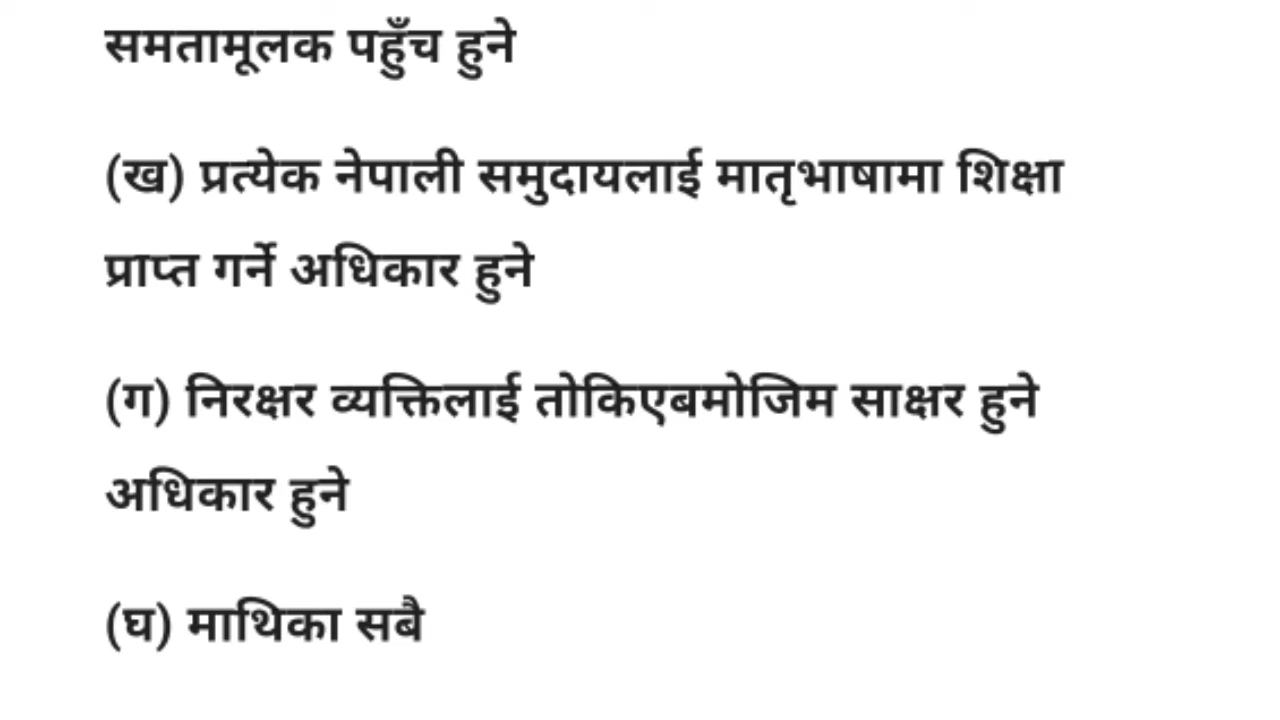 समतामूलक पहुँच हुने
(ख) प्रत्येक नेपाली समुदायलाई मातृभाषामा शिक्षा
प्राप्त गर्ने अधिकार हुने
(ग) निरक्षर व्यक्तिलाई तोकिएबमोजिम साक्षर हुने
अधिकार हुने
(घ) माथिका सबै